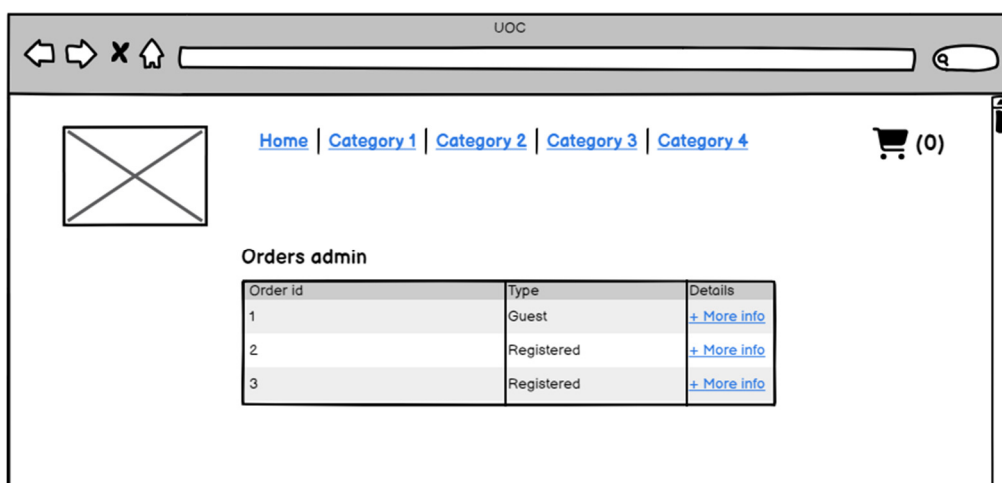 UOC
Home | Category 1 | Category 2 | Category 3 | Category 4
(0)
Orders admin
Order id Type Details
1 Guest + More info
2 Registered + More info
3 Registered + More info